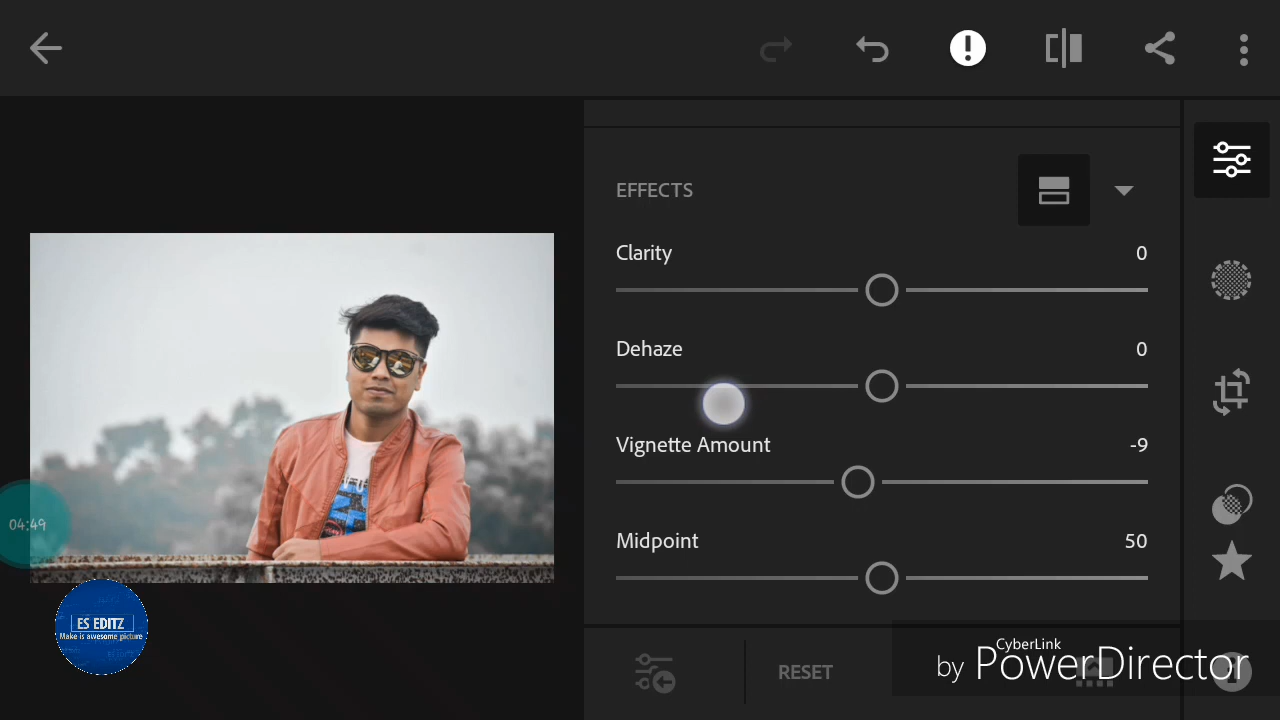 EFFECTS
Clarity 0
Dehaze 0
Vignette Amount -9
Midpoint 50
04:49
ES EDITZ
Make is awesome picture
RESET
CyberLink
by PowerDirector